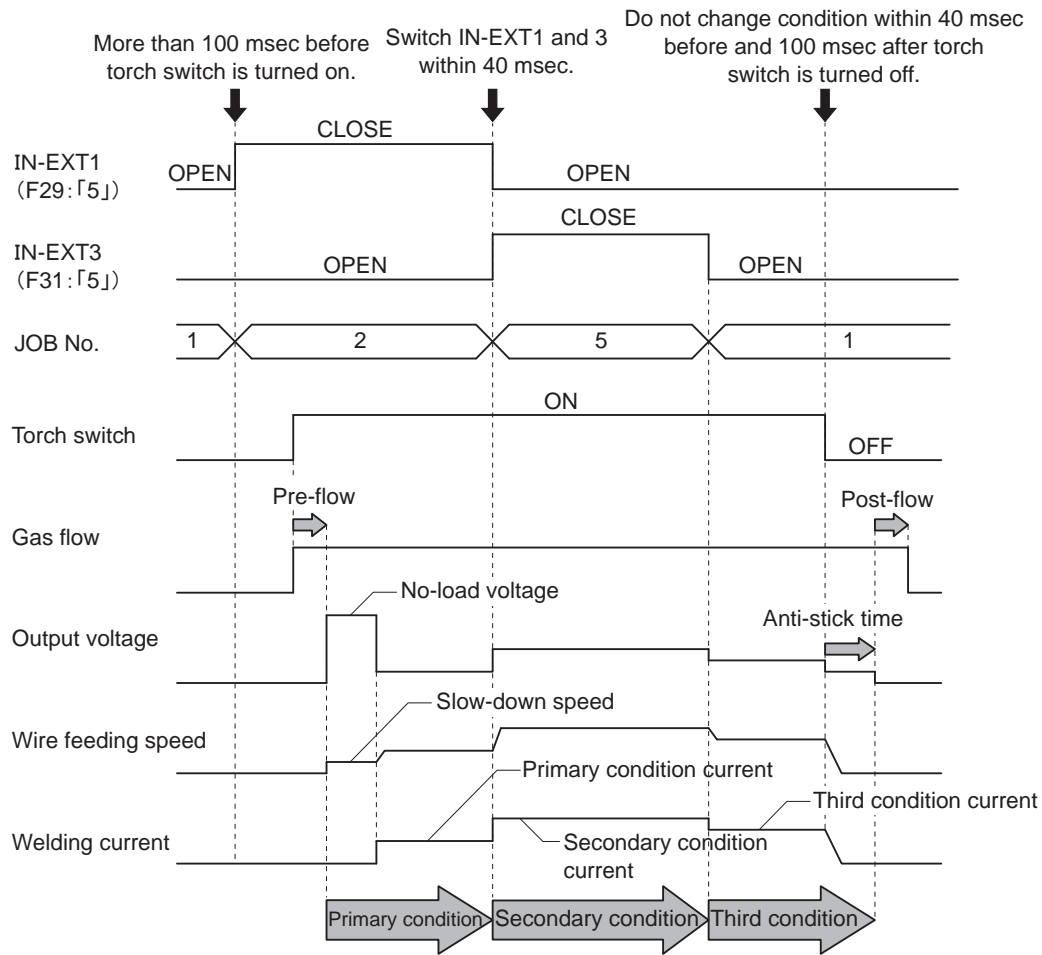 More than 100 msec before
torch switch is turned on.
Switch IN-EXT1 and 3
within 40 msec.
Do not change condition within 40 msec
before and 100 msec after torch
switch is turned off.
IN-EXT1
（F29：｢5｣）
OPEN
CLOSE
OPEN
IN-EXT3
（F31：｢5｣）
OPEN
CLOSE
OPEN
JOB No.
1
2
5
1
Torch switch
ON
OFF
Gas flow
Pre-flow
Post-flow
Output voltage
No-load voltage
Anti-stick time
Wire feeding speed
Slow-down speed
Welding current
Primary condition current
Secondary condition
current
Third condition current
Primary condition
Secondary condition
Third condition